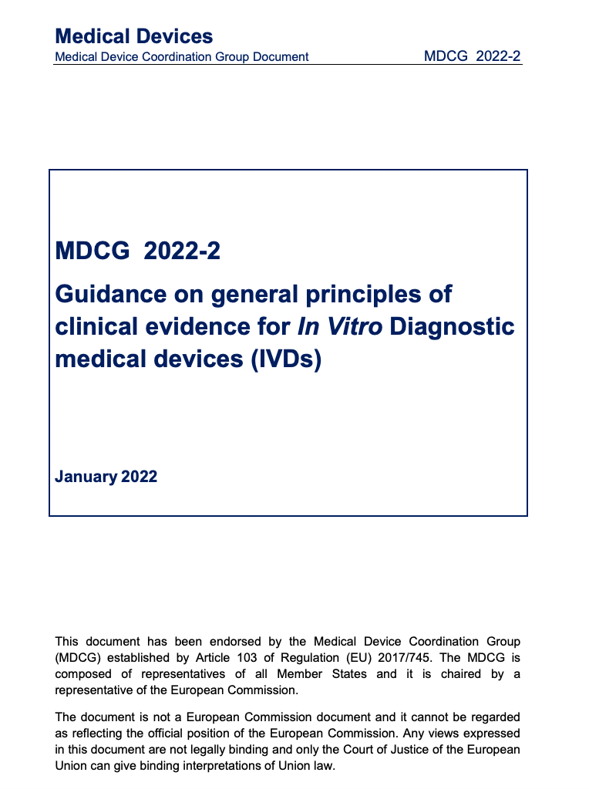 Medical Devices
Medical Device Coordination Group Document MDCG 2022-2
MDCG 2022-2
Guidance on general principles of
clinical evidence for In Vitro Diagnostic
medical devices (IVDs)
January 2022
This document has been endorsed by the Medical Device Coordination Group
(MDCG) established by Article 103 of Regulation (EU) 2017/745. The MDCG is
composed of representatives of all Member States and it is chaired by a
representative of the European Commission.
The document is not a European Commission document and it cannot be regarded
as reflecting the official position of the European Commission. Any views expressed
in this document are not legally binding and only the Court of Justice of the European
Union can give binding interpretations of Union law.